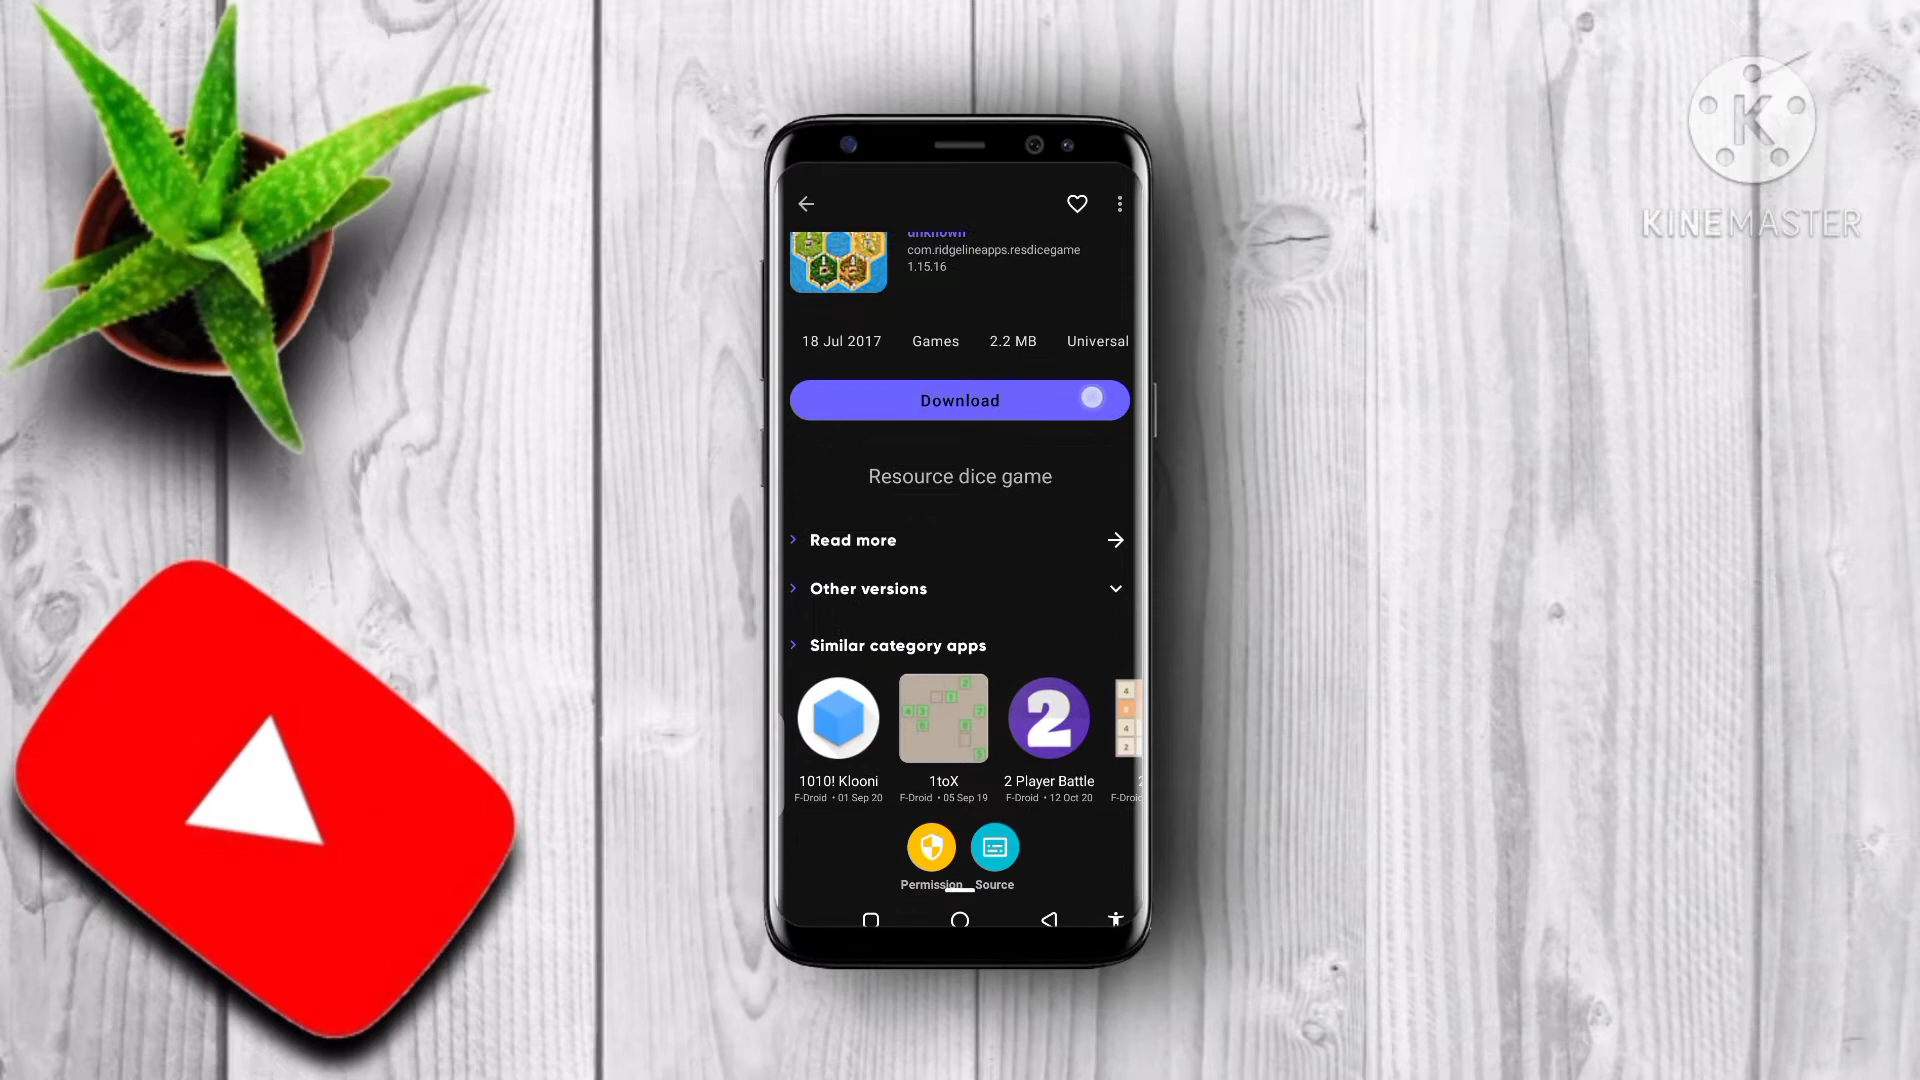 unknown
com.ridgelineapps.resdicegame
1.15.16
18 Jul 2017 Games 2.2 MB Universal
Download
Resource dice game
Read more
Other versions
Similar category apps
1010! Klooni 1toX 2 Player Battle
F-Droid • 01 Sep 20 F-Droid • 05 Sep 19 F-Droid • 12 Oct 20
Permission Source
K
KINEMASTER